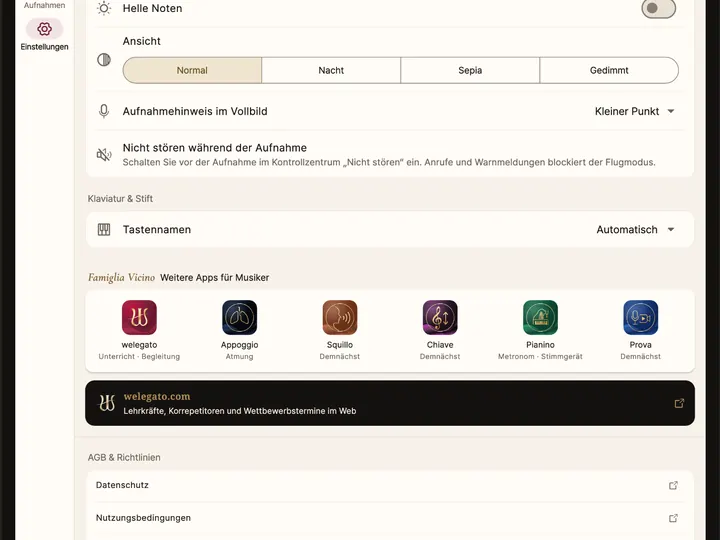 Aufnahmen
Einstellungen
Helle Noten
Ansicht
Normal
Nacht
Sepia
Gedimmt
Aufnahmehinweis im Vollbild
Kleiner Punkt
Nicht stören während der Aufnahme
Schalten Sie vor der Aufnahme im Kontrollzentrum „Nicht stören“ ein. Anrufe und Warnmeldungen blockiert der Flugmodus.
Klaviatur & Stift
Tastennamen
Automatisch
Famiglia Vicino Weitere Apps für Musiker
welegato
Unterricht · Begleitung
Appoggio
Atmung
Squillo
Demnächst
Chiave
Demnächst
Pianino
Metronom · Stimmgerät
Prova
Demnächst
welegato.com
Lehrkräfte, Korrepetitoren und Wettbewerbstermine im Web
AGB & Richtlinien
Datenschutz
Nutzungsbedingungen